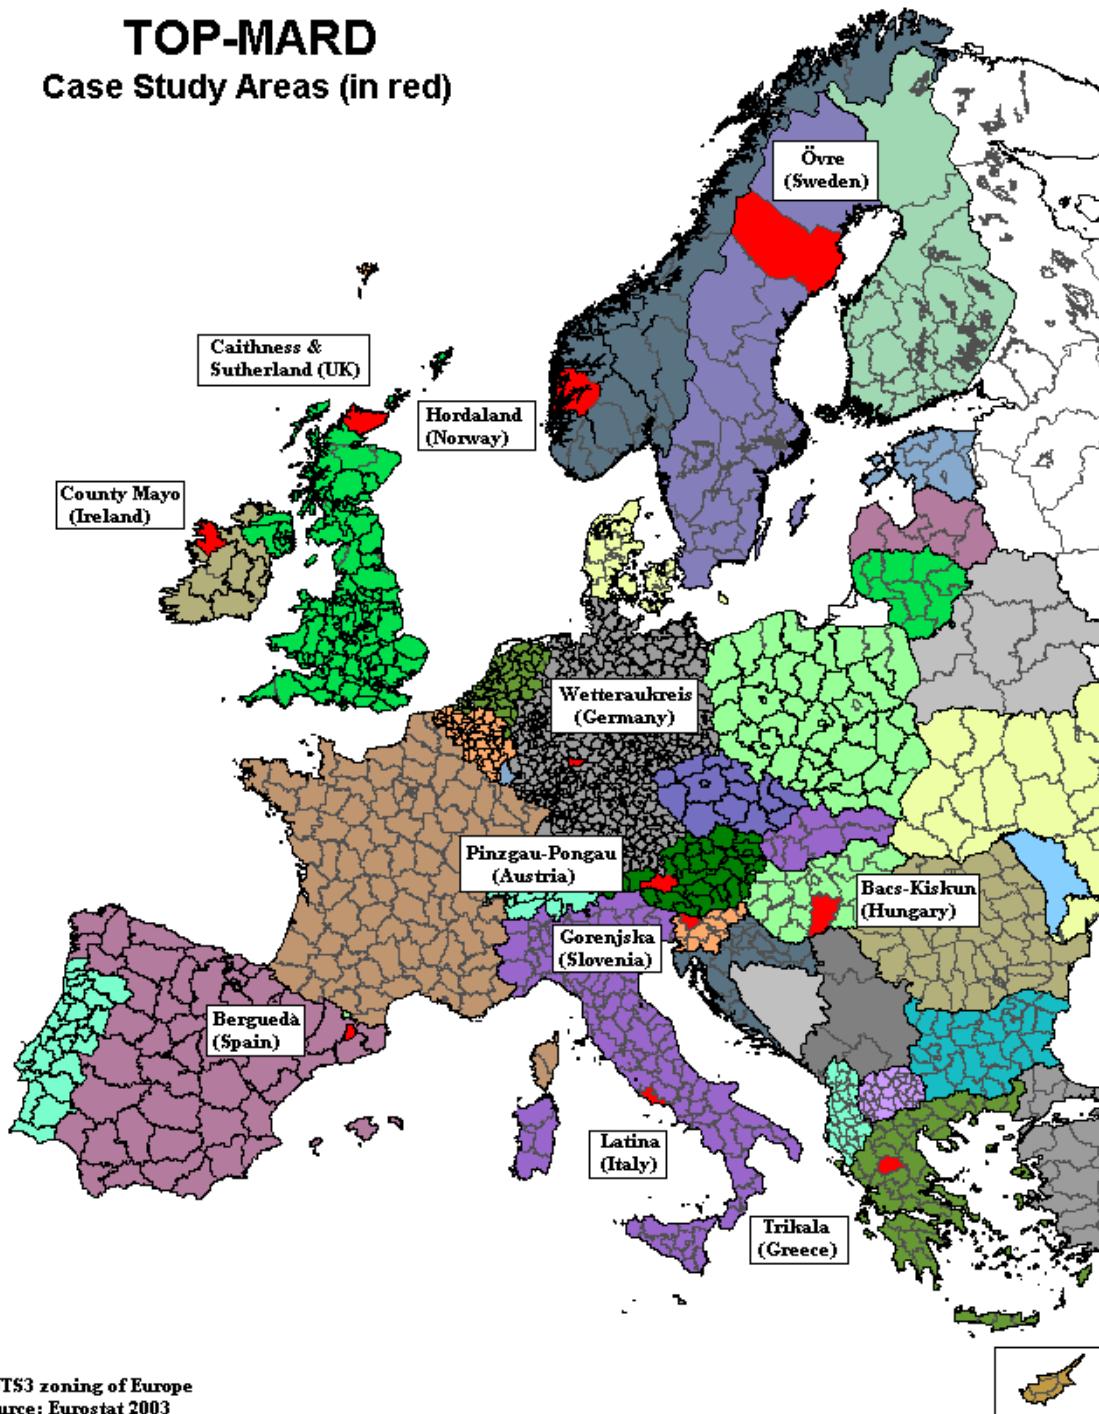 TOP-MARD
Case Study Areas (in red)
Övre
(Sweden)
Caithness &
Sutherland (UK)
Hordaland
(Norway)
County Mayo
(Ireland)
Wetteraukreis
(Germany)
Pinzgau-Pongau
(Austria)
Bacs-Kiskun
(Hungary)
Gorenjska
(Slovenia)
Berguedà
(Spain)
Latina
(Italy)
Trikala
(Greece)
TS3 zoning of Europe
urce: Eurostat 2003